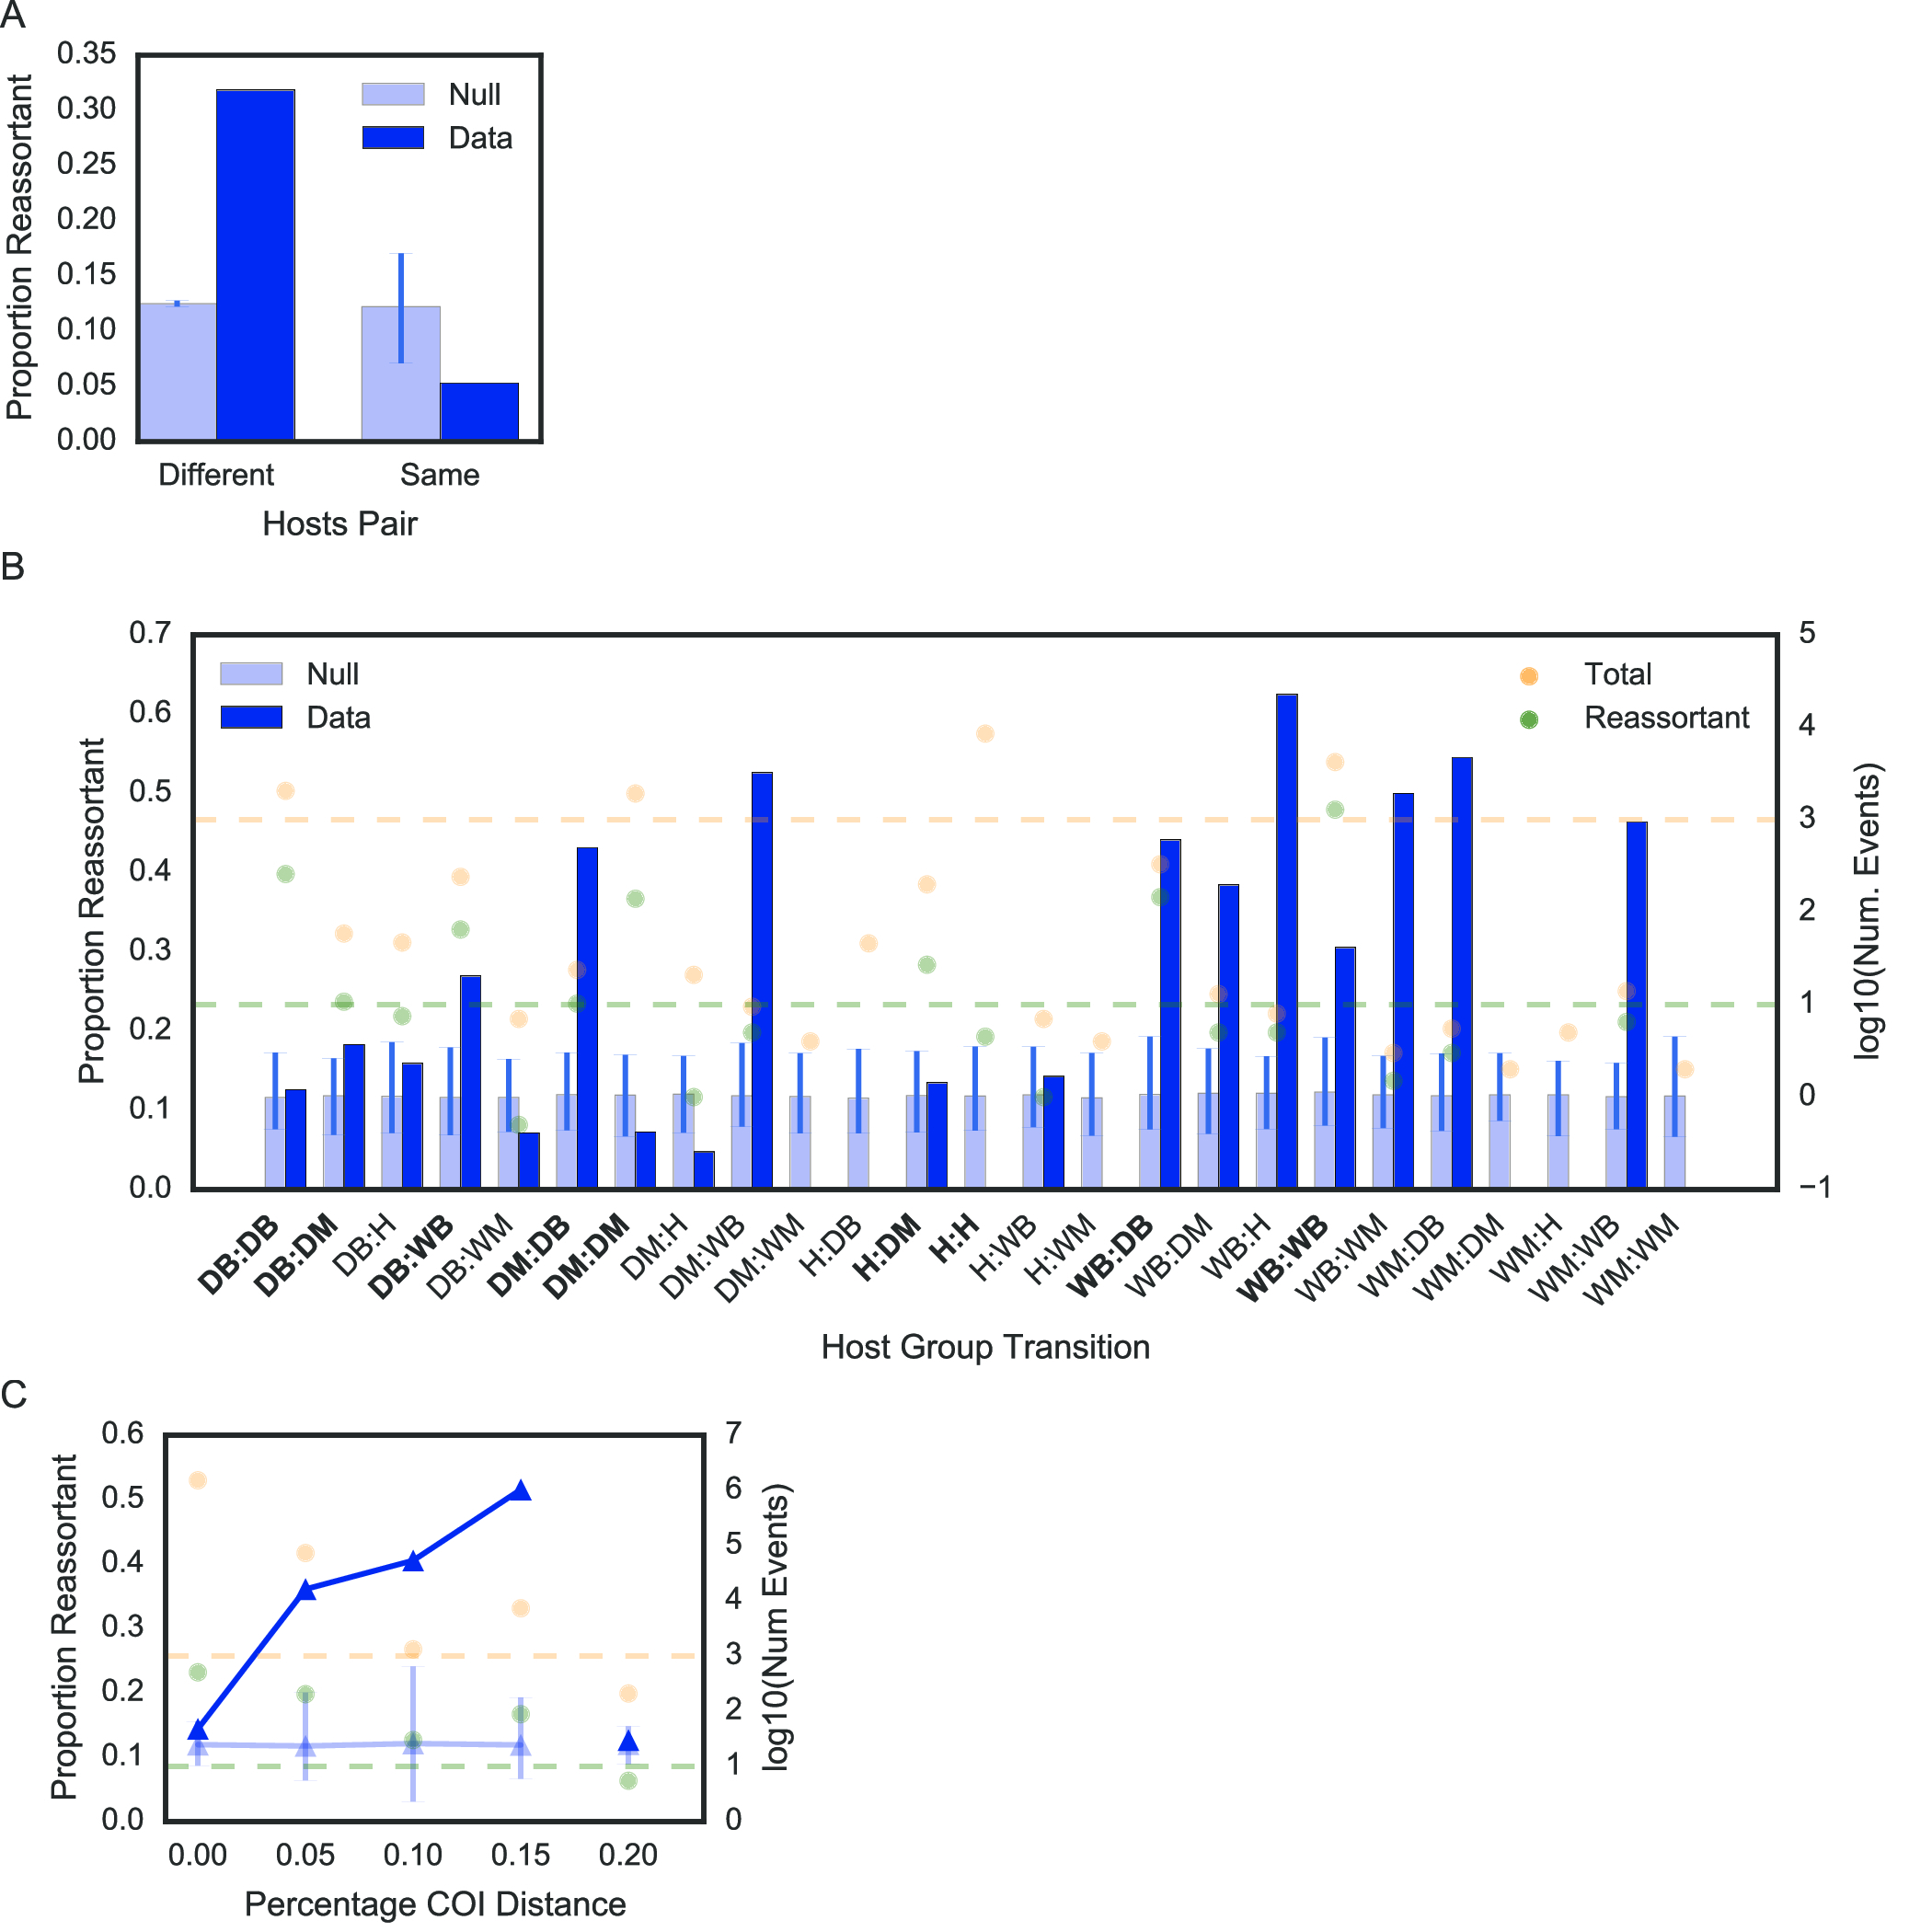 A
Proportion Reassortant
0.35
0.30
0.25
0.20
0.15
0.10
0.05
0.00
Null
Data
Different
Same
Hosts Pair
B
Proportion Reassortant
0.7
0.6
0.5
0.4
0.3
0.2
0.1
0.0
Null
Data
Total
Reassortant
5
4
3
2
1
0
−1
log10(Num. Events)
DB:DB
DB:DM
DB:H
DB:WB
DB:WM
DM:DB
DM:DM
DM:H
DM:WB
DM:WM
H:DB
H:DM
H:H
H:WB
H:WM
WB:DB
WB:DM
WB:H
WB:WB
WB:WM
WM:DB
WM:DM
WM:H
WM:WB
WM:WM
Host Group Transition
C
Proportion Reassortant
0.6
0.5
0.4
0.3
0.2
0.1
0.0
7
6
5
4
3
2
1
0
log10(Num Events)
0.00
0.05
0.10
0.15
0.20
Percentage COI Distance